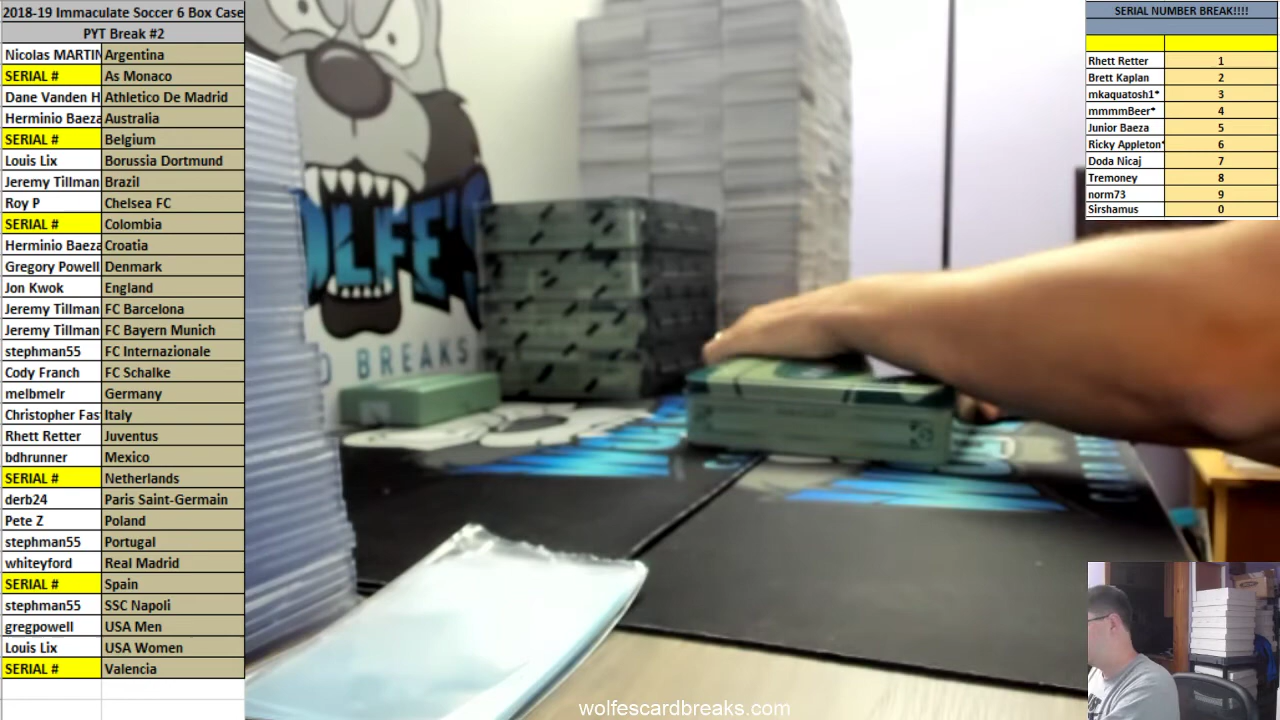 2018-19 Immaculate Soccer 6 Box Case
PYT Break #2
Nicolas MARTIN Argentina
SERIAL # As Monaco
Dane Vanden H Athletico De Madrid
Herminio Baeza Australia
SERIAL # Belgium
Louis Lix Borussia Dortmund
Jeremy Tillman Brazil
Roy P Chelsea FC
SERIAL # Colombia
Herminio Baeza Croatia
Gregory Powell Denmark
Jon Kwok England
Jeremy Tillman FC Barcelona
Jeremy Tillman FC Bayern Munich
stephman55 FC Internazionale
Cody Franch FC Schalke
melbmelr Germany
Christopher Fas Italy
Rhett Retter Juventus
bdhrunner Mexico
SERIAL # Netherlands
derb24 Paris Saint-Germain
Pete Z Poland
stephman55 Portugal
whiteyford Real Madrid
SERIAL # Spain
stephman55 SSC Napoli
gregpowell USA Men
Louis Lix USA Women
SERIAL # Valencia
OLFE'S
D BREAKS
SERIAL NUMBER BREAK!!!!
Rhett Retter 1
Brett Kaplan 2
mkaquatosh1* 3
mmmmBeer* 4
Junior Baeza 5
Ricky Appleton* 6
Doda Nicaj 7
Tremoney 8
norm73 9
Sirshamus 0
wolfescardbreaks.com